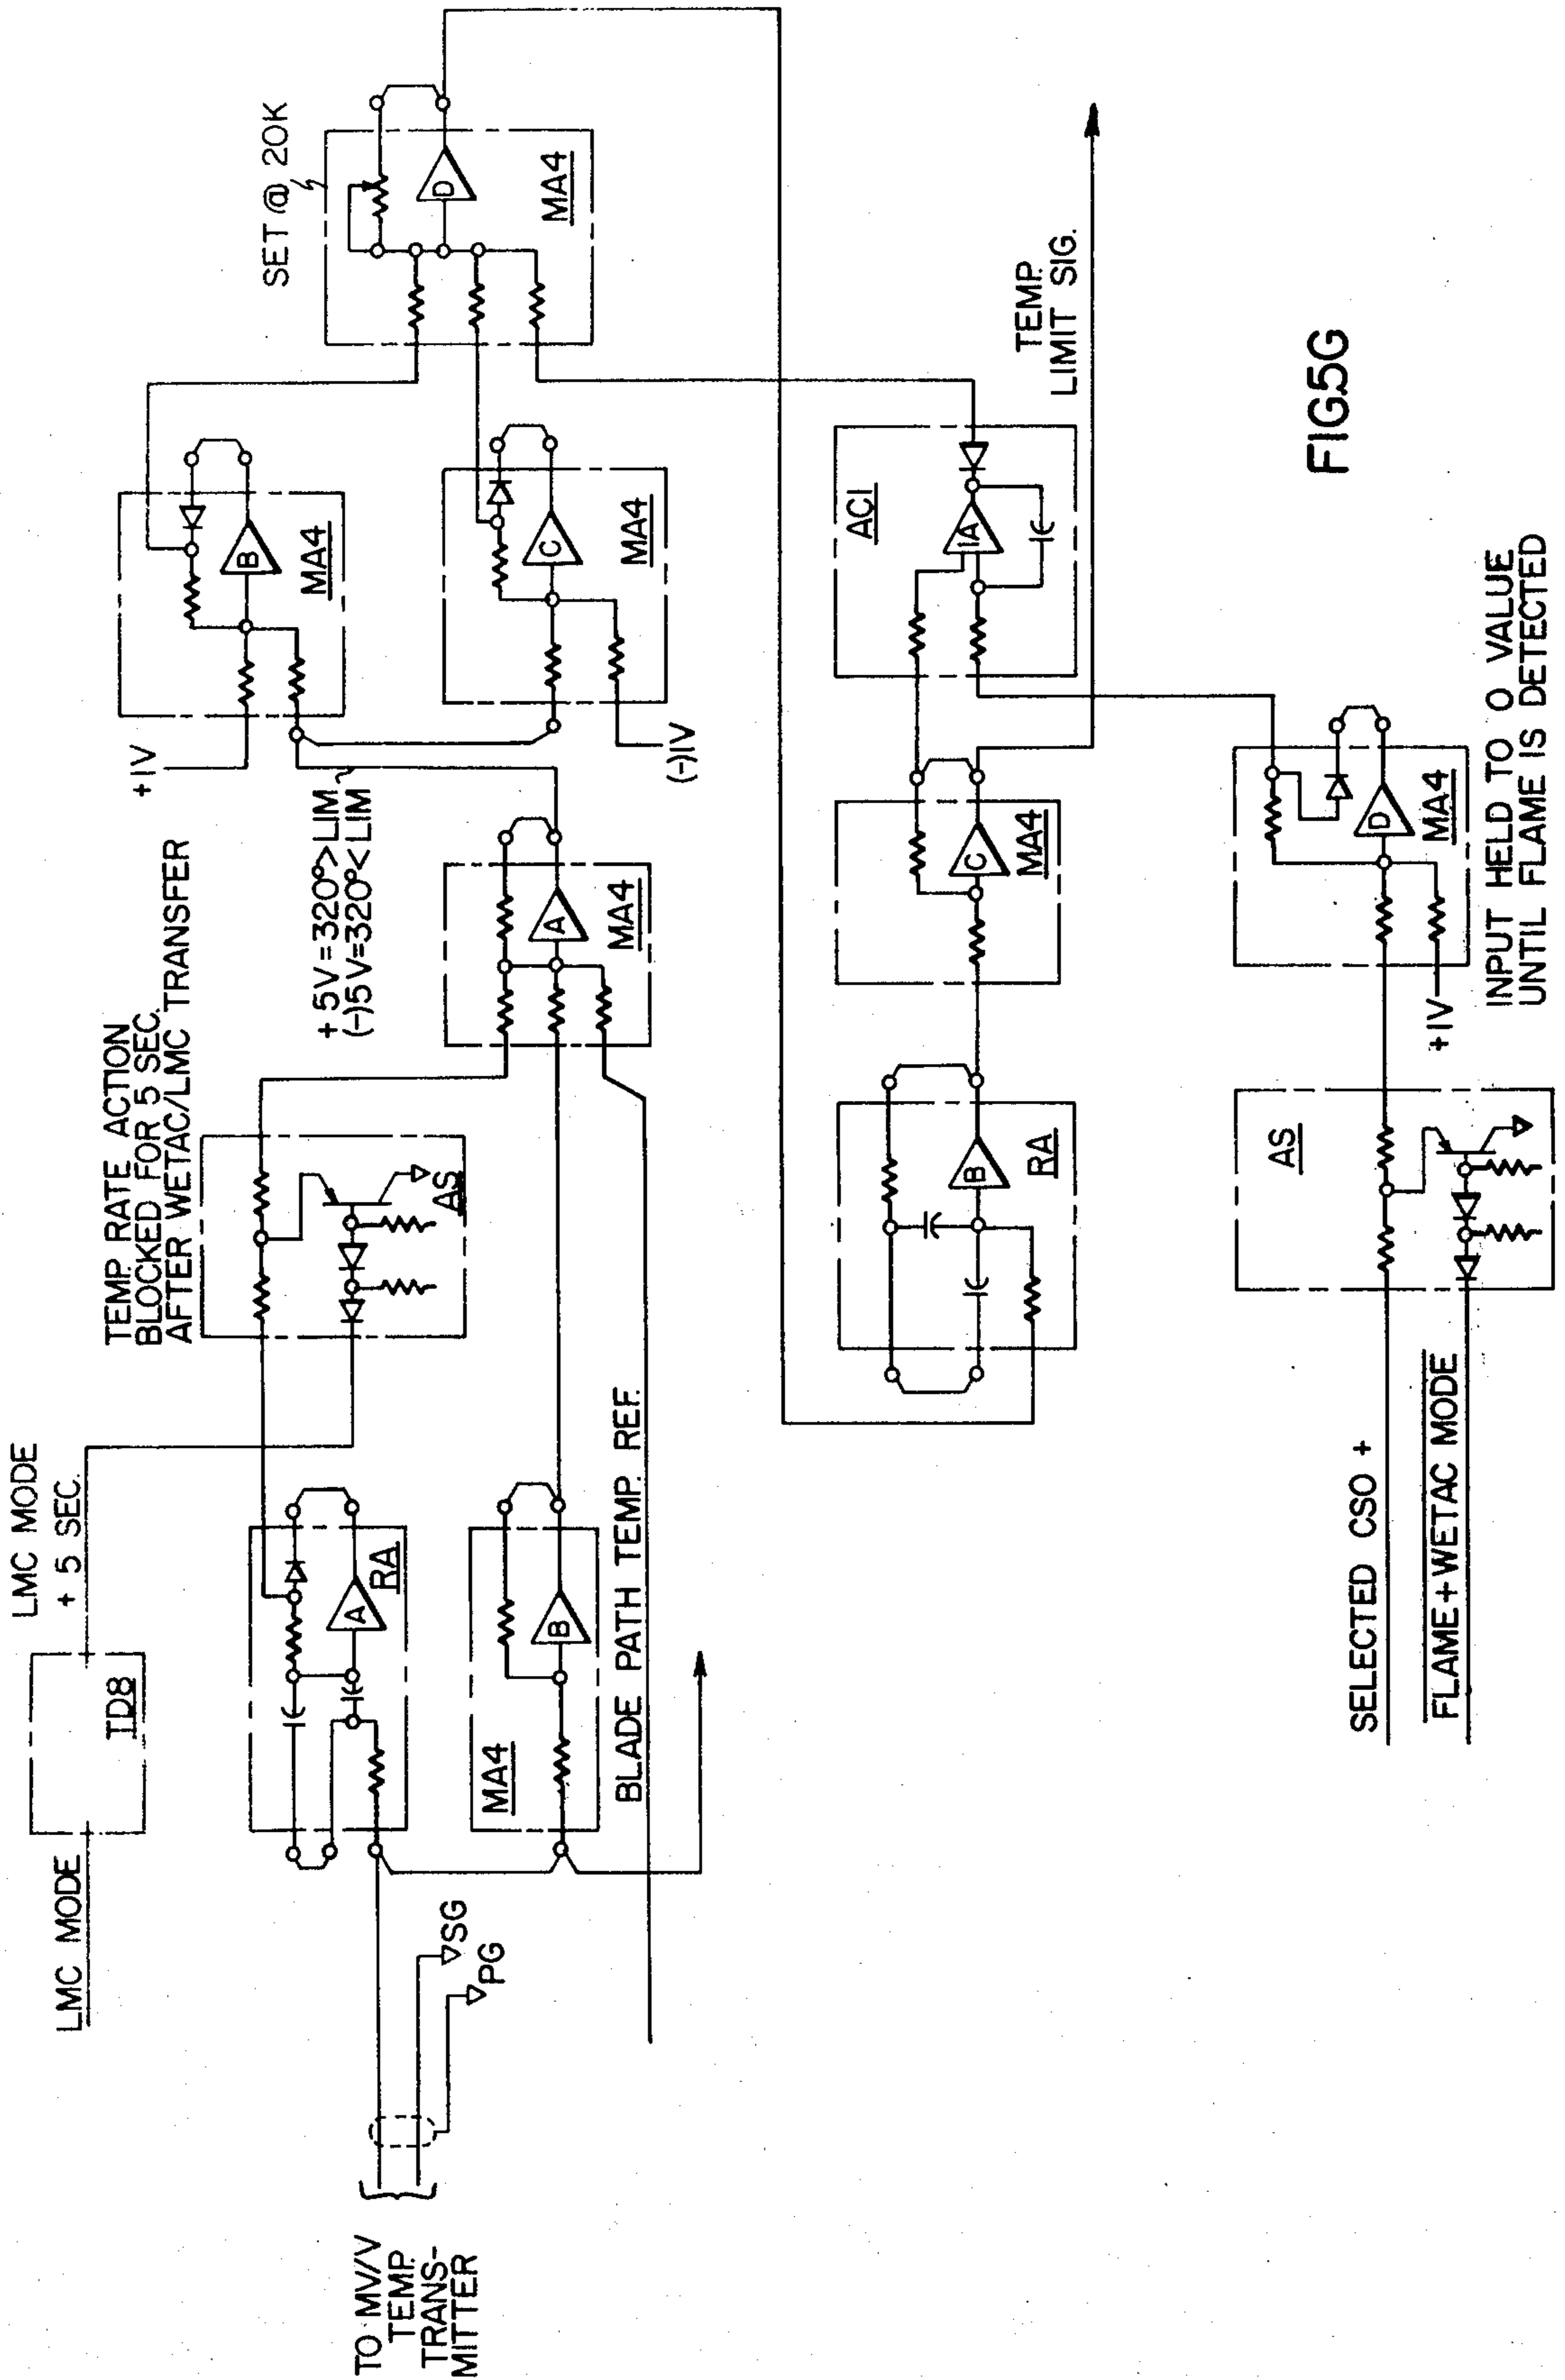 LMC MODE
TD8
LMC MODE
+ 5 SEC.
TEMP. RATE ACTION
BLOCKED FOR 5 SEC.
AFTER WETAC/LMC TRANSFER
+1V
B
MA4
SET @ 20K
D
MA4
TO MV/V
TEMP.
TRANS-
MITTER
SG
PG
A
RA
AS
+5V=320°>LIM
(-)5V=320°<LIM
A
MA4
C
MA4
(-)1V
MA4
B
BLADE PATH TEMP. REF.
B
RA
C
MA4
ACI
1A
TEMP.
LIMIT SIG.
SELECTED CSO +
FLAME+WETAC MODE
AS
D
MA4
+1V
INPUT HELD TO 0 VALUE
UNTIL FLAME IS DETECTED
FIG.5G